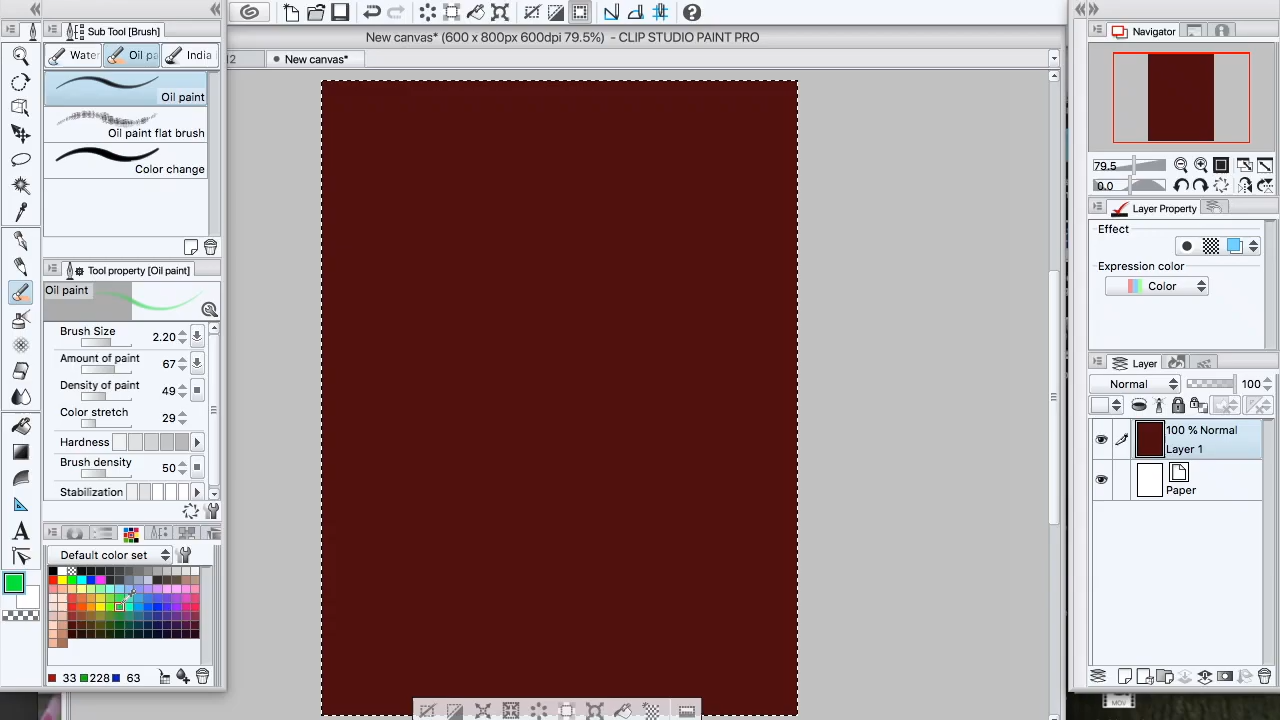 Sub Tool [Brush]
New canvas* (600 x 800px 600dpi 79.5%) - CLIP STUDIO PAINT PRO
Navigator
Water
Oil pa
India
12
New canvas*
Oil paint
Oil paint flat brush
Color change
79.5
0.0
Layer Property
Effect
Expression color
Color
Tool property [Oil paint]
Oil paint
Brush Size
2.20
Amount of paint
67
Density of paint
49
Color stretch
29
Hardness
Brush density
50
Stabilization
Layer
Normal
100
100 % Normal
Layer 1
Paper
A
Default color set
33
228
63
MOV